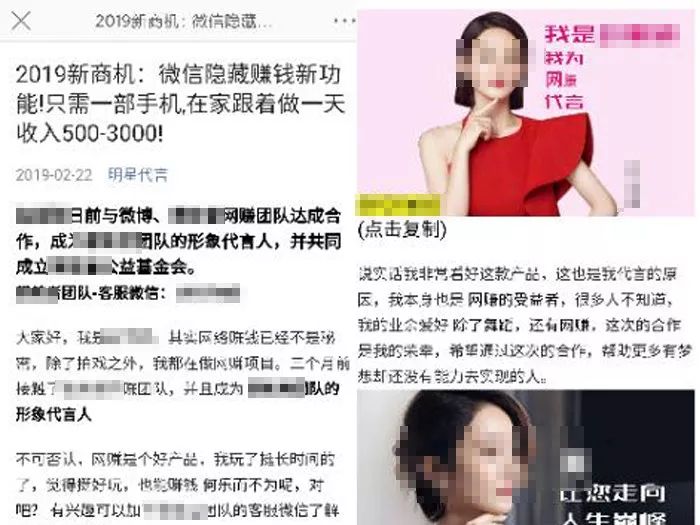 2019新商机：微信隐藏...
2019新商机：微信隐藏赚钱新功
能!只需一部手机,在家跟着做一天
收入500-3000!
2019-02-22 明星代言
日前与微博、网赚团队达成合
作，成为团队的形象代言人，并共同
成立公益基金会。
团队-客服微信：
大家好，我是 其实网络赚钱已经不是秘
密，除了拍戏之外，我都在做网赚项目。三个月前
接触了赚团队，并且成为团队的
形象代言人
不可否认，网赚是个好产品，我玩了挺长时间的
了，觉得挺好玩，也能赚钱 何乐而不为呢，对
吧？有兴趣可以加团队的客服微信了解
我是
我为
网赚
代言
(点击复制)
说实话我非常看好这款产品，这也是我代言的原
因，我本身也是 网赚的受益者，很多人不知道，
我的业余爱好 除了舞蹈，还有网赚，这次的合作
是我的荣幸，希望通过这次的合作，帮助更多有梦
想却还没有能力去实现的人。
让您走向
人生巅峰